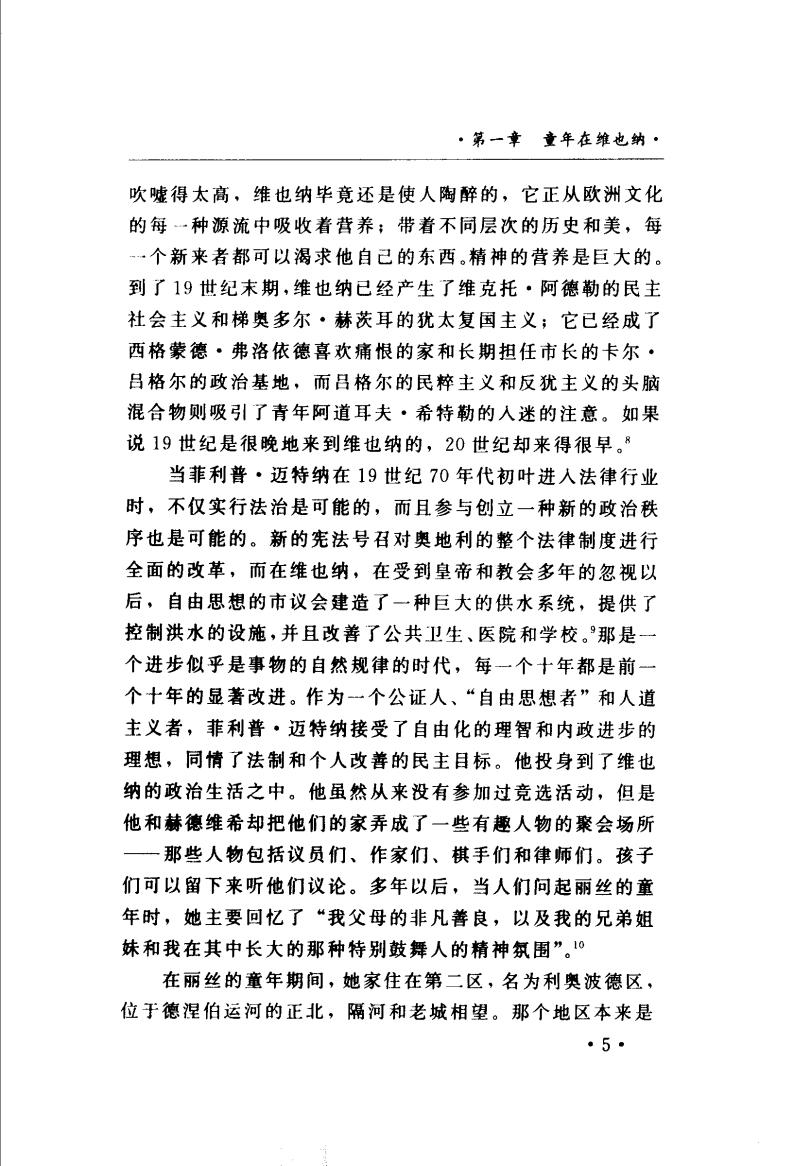 ·第一章　童年在维也纳·
吹嘘得太高，维也纳毕竟还是使人陶醉的，它正从欧洲文化
的每一种源流中吸收着营养；带着不同层次的历史和美，每
一个新来者都可以渴求他自己的东西。精神的营养是巨大的。
到了19世纪末期，维也纳已经产生了维克托·阿德勒的民主
社会主义和梯奥多尔·赫茨耳的犹太复国主义；它已经成了
西格蒙德·弗洛依德喜欢痛恨的家和长期担任市长的卡尔·
吕格尔的政治基地，而吕格尔的民粹主义和反犹主义的头脑
混合物则吸引了青年阿道耳夫·希特勒的入迷的注意。如果
说19世纪是很晚地来到维也纳的，20世纪却来得很早。⁸
当菲利普·迈特纳在19世纪70年代初叶进入法律行业
时，不仅实行法治是可能的，而且参与创立一种新的政治秩
序也是可能的。新的宪法号召对奥地利的整个法律制度进行
全面的改革，而在维也纳，在受到皇帝和教会多年的忽视以
后，自由思想的市议会建造了一种巨大的供水系统，提供了
控制洪水的设施，并且改善了公共卫生、医院和学校。⁹那是一
个进步似乎是事物的自然规律的时代，每一个十年都是前一
个十年的显著改进。作为一个公证人、“自由思想者”和人道
主义者，菲利普·迈特纳接受了自由化的理智和内政进步的
理想，同情了法制和个人改善的民主目标。他投身到了维也
纳的政治生活之中。他虽然从来没有参加过竞选活动，但是
他和赫德维希却把他们的家弄成了一些有趣人物的聚会场所
——那些人物包括议员们、作家们、棋手们和律师们。孩子
们可以留下来听他们议论。多年以后，当人们问起丽丝的童
年时，她主要回忆了“我父母的非凡善良，以及我的兄弟姐
妹和我在其中长大的那种特别鼓舞人的精神氛围”。¹⁰
在丽丝的童年期间，她家住在第二区，名为利奥波德区，
位于德涅伯运河的正北，隔河和老城相望。那个地区本来是
·5·